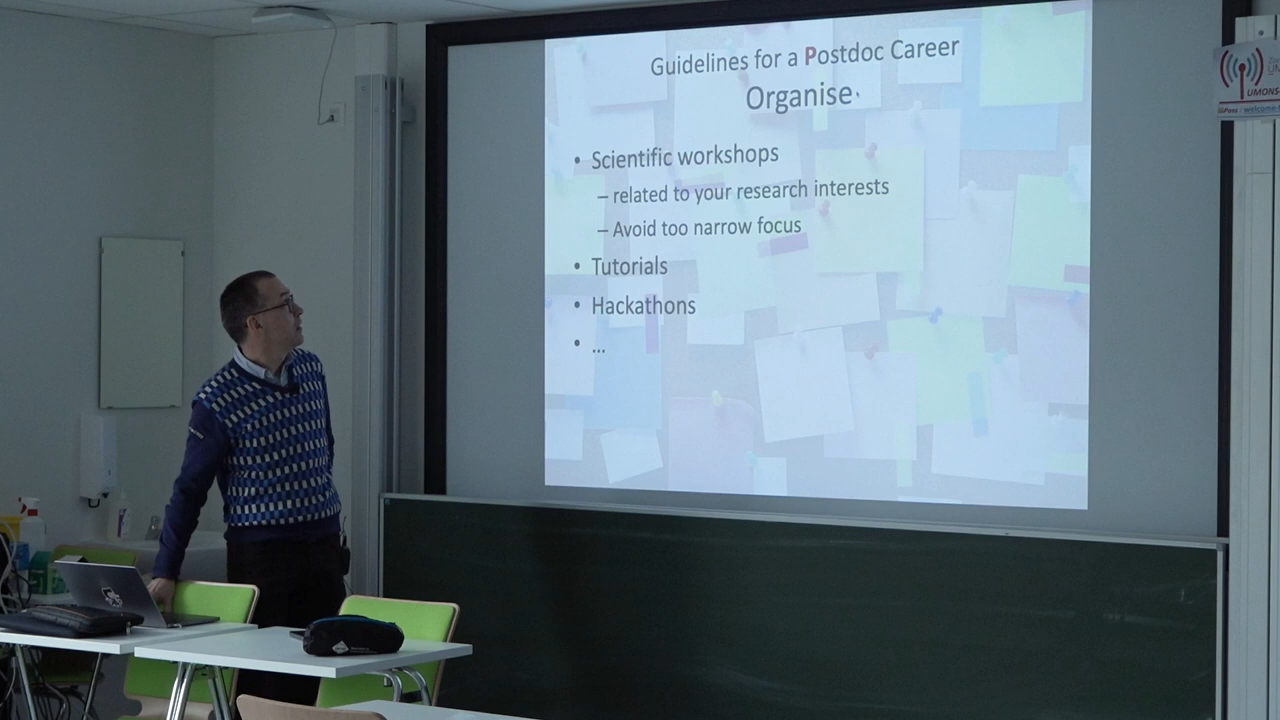 Guidelines for a Postdoc Career
Organise
• Scientific workshops
– related to your research interests
– Avoid too narrow focus
• Tutorials
• Hackathons
• ...
UMONS
welcome